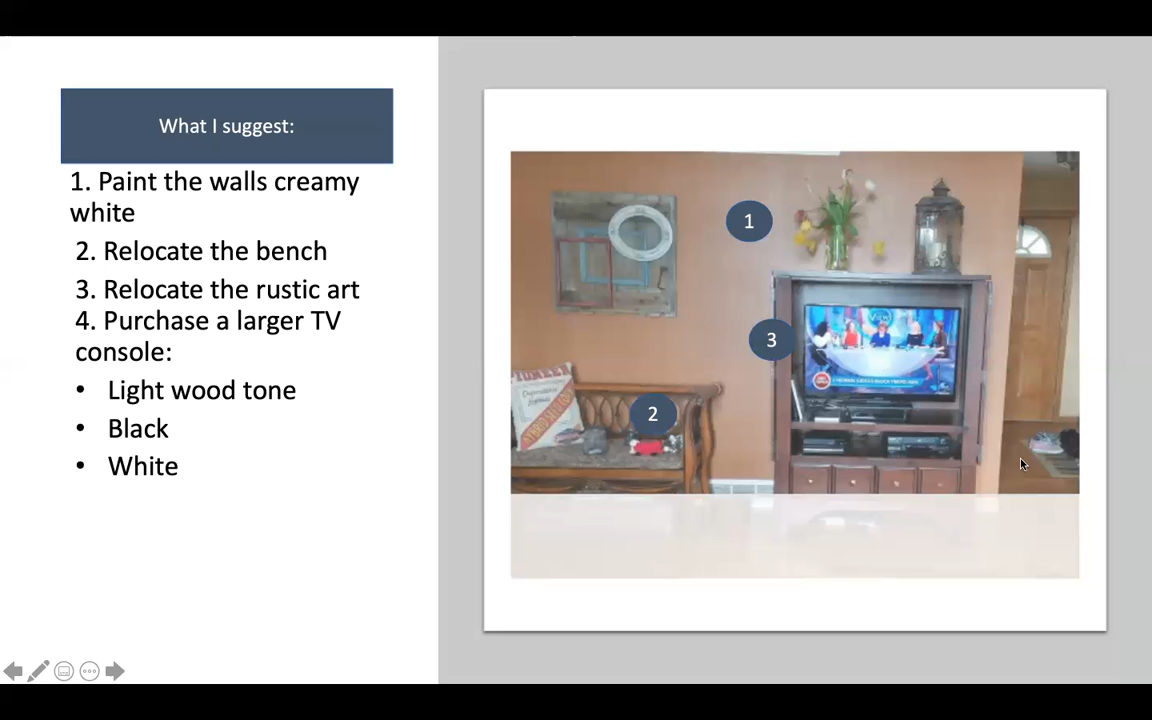 What I suggest:
1. Paint the walls creamy
white
2. Relocate the bench
3. Relocate the rustic art
4. Purchase a larger TV
console:
• Light wood tone
• Black
• White
1
2
3
View